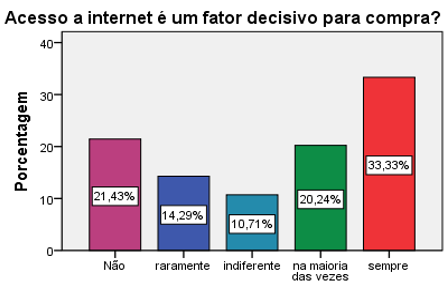 Acesso a internet é um fator decisivo para compra?
Porcentagem
40
30
20
10
0
21,43%
14,29%
10,71%
20,24%
33,33%
Não
raramente
indiferente
na maioria
das vezes
sempre